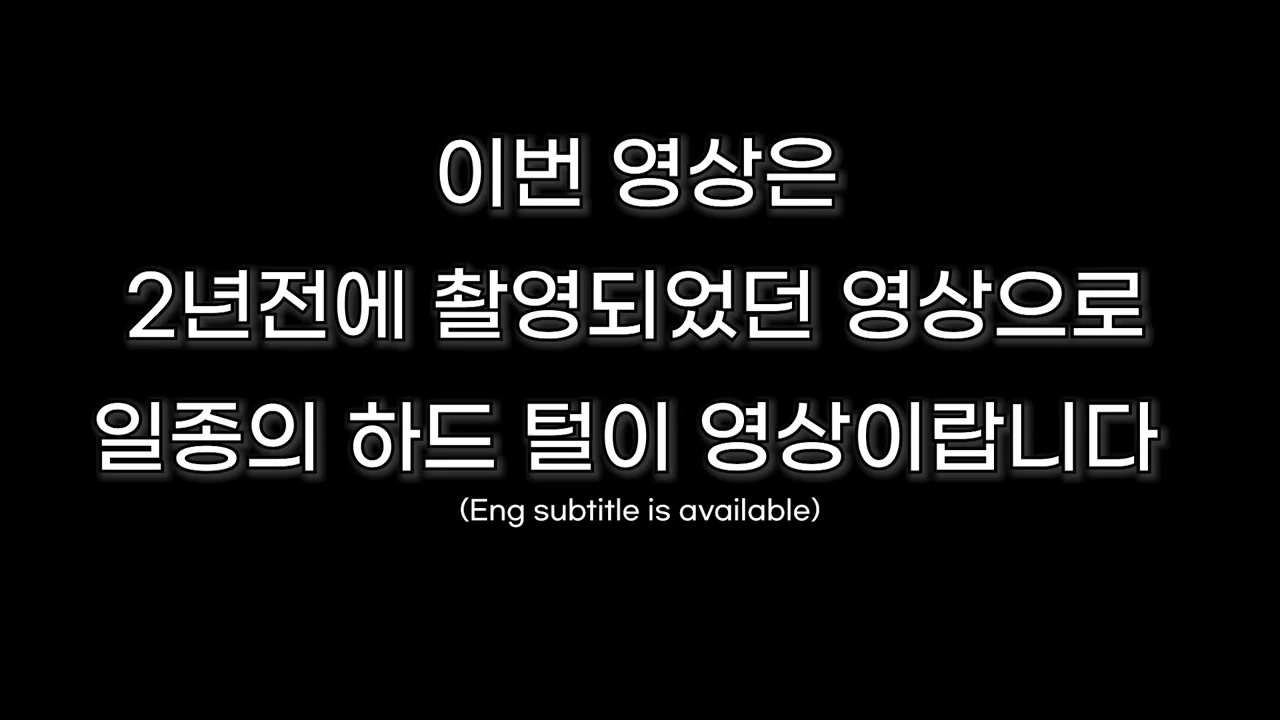 이번 영상은
2년전에 촬영되었던 영상으로
일종의 하드 털이 영상이랍니다
(Eng subtitle is available)